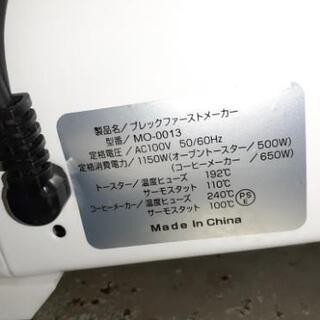 製品名／ブレックファーストメーカー
型番／MO-0013
定格電圧／AC100V 50/60Hz
定格消費電力／1150W(オーブントースター／500W)
(コーヒーメーカー／650W)
トースター／温度ヒューズ 192℃
サーモスタット 110℃
コーヒーメーカー／温度ヒューズ 240℃
サーモスタット 100℃
PSE
Made In China